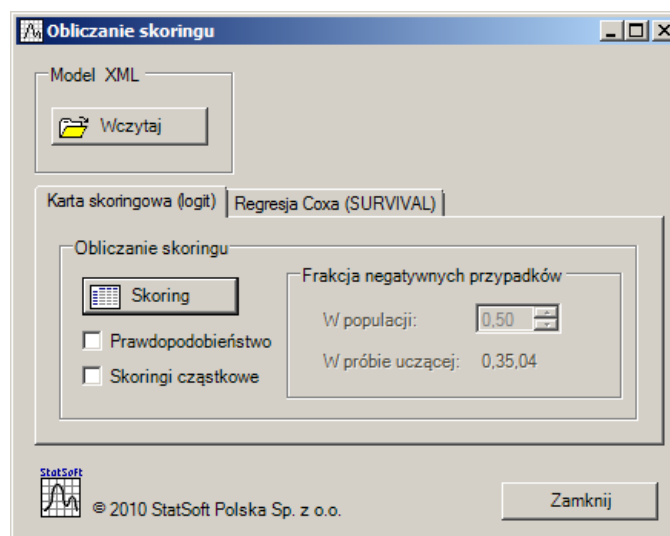 Obliczanie skoringu
Model XML
Wczytaj
Karta skoringowa (logit) Regresja Coxa (SURVIVAL)
Obliczanie skoringu
Skoring
Prawdopodobieństwo
Skoringi cząstkowe
Frakcja negatywnych przypadków
W populacji: 0,50
W próbie uczącej: 0,35,04
StatSoft
© 2010 StatSoft Polska Sp. z o.o.
Zamknij